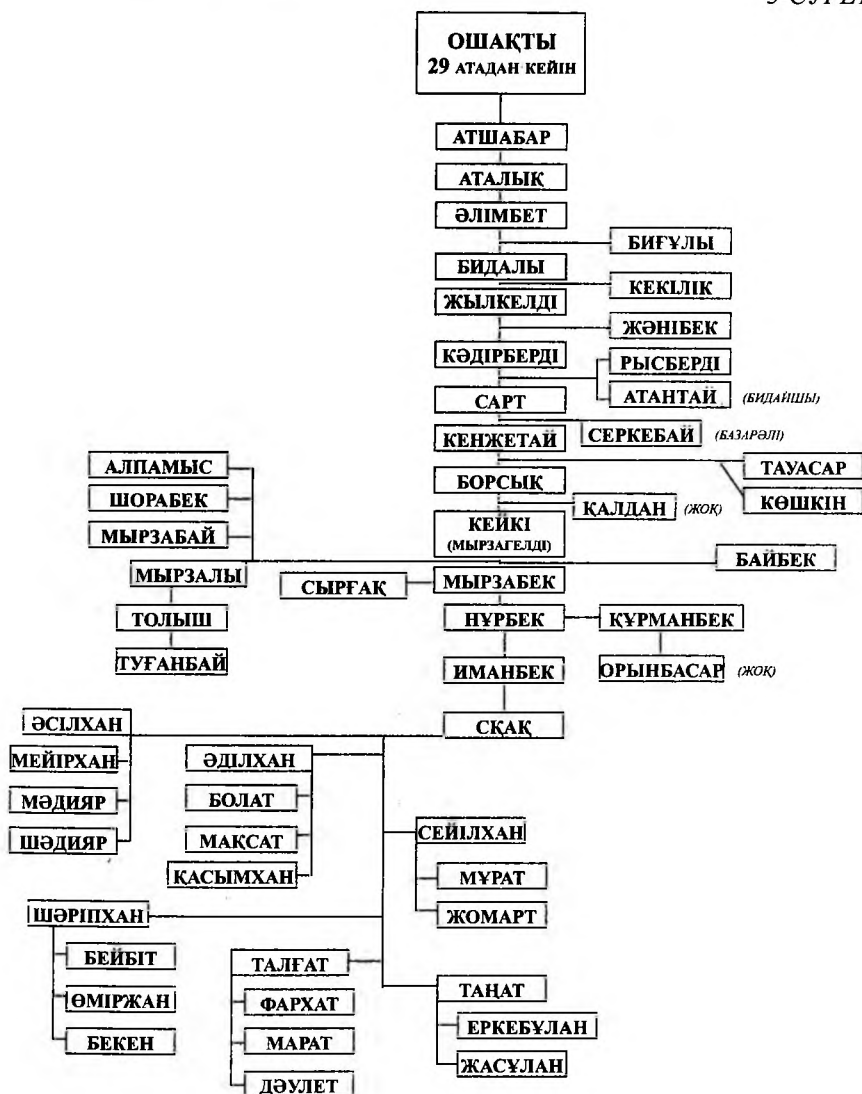 ОШАҚТЫ
29 АТАДАН КЕЙІН
АТШАБАР
АТАЛЫҚ
ӘЛІМБЕТ
БИҒҰЛЫ
БИДАЛЫ
КЕКІЛІК
ЖЫЛКЕЛДІ
ЖӘНІБЕК
КӘДІРБЕРДІ
РЫСБЕРДІ
АТАНТАЙ (БИДАЙШЫ)
САРТ
СЕРКЕБАЙ (БАЗАРӘЛІ)
КЕНЖЕТАЙ
ТАУАСАР
КӨШКІН
БОРСЫҚ
ҚАЛДАН (ЖОҚ)
КЕЙКІ
(МЫРЗАГЕЛДІ)
АЛПАМЫС
ШОРАБЕК
МЫРЗАБАЙ
МЫРЗАЛЫ
ТОЛЫШ
ТУҒАНБАЙ
БАЙБЕК
СЫРҒАҚ
МЫРЗАБЕК
НҰРБЕК
ҚҰРМАНБЕК
ИМАНБЕК
ОРЫНБАСАР (ЖОҚ)
СҚАҚ
ӘСІЛХАН
МЕЙІРХАН
МӘДИЯР
ШӘДИЯР
ӘДІЛХАН
БОЛАТ
МАҚСАТ
ҚАСЫМХАН
СЕЙІЛХАН
МҰРАТ
ЖОМАРТ
ШӘРІПХАН
БЕЙБІТ
ӨМІРЖАН
БЕКЕН
ТАЛҒАТ
ФАРХАТ
МАРАТ
ДӘУЛЕТ
ТАҢАТ
ЕРКЕБҰЛАН
ЖАСҰЛАН